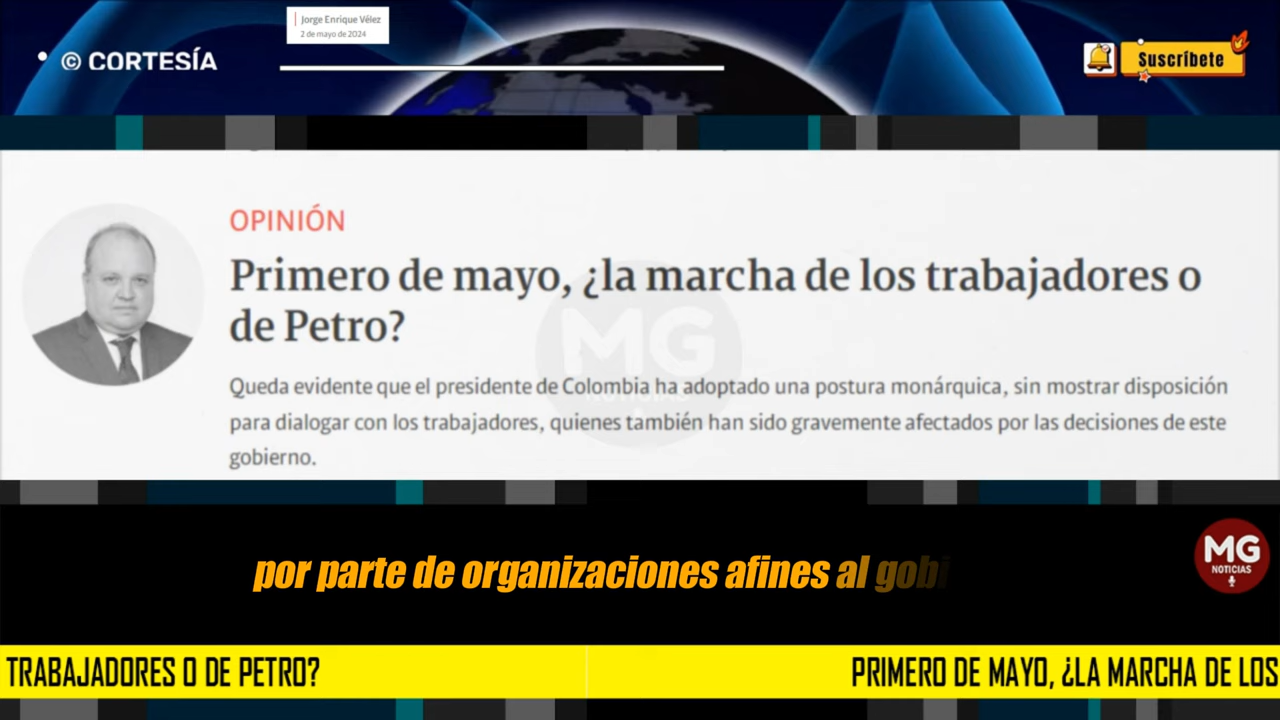 Jorge Enrique Vélez
2 de mayo de 2024
© CORTESÍA
Suscríbete
OPINIÓN
Primero de mayo, ¿la marcha de los trabajadores o
de Petro?
Queda evidente que el presidente de Colombia ha adoptado una postura monárquica, sin mostrar disposición
para dialogar con los trabajadores, quienes también han sido gravemente afectados por las decisiones de este
gobierno.
MG
NOTICIAS
por parte de organizaciones afines al gobi
MG
NOTICIAS
TRABAJADORES O DE PETRO?
PRIMERO DE MAYO, ¿LA MARCHA DE LOS